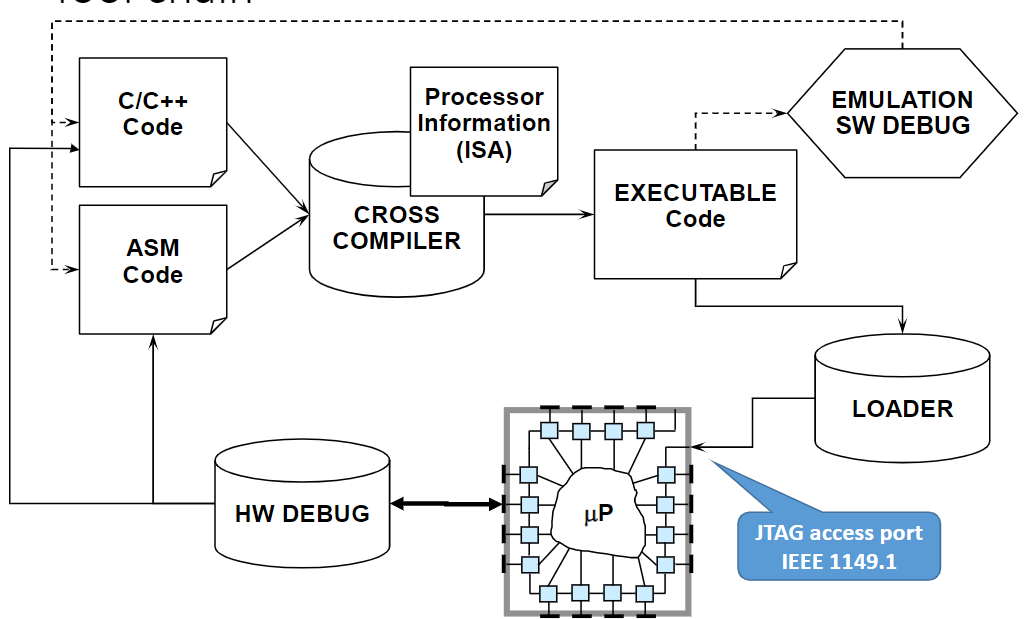 C/C++
Code
Processor
Information
(ISA)
EMULATION
SW DEBUG
CROSS
COMPILER
EXECUTABLE
Code
ASM
Code
LOADER
HW DEBUG
µP
JTAG access port
IEEE 1149.1